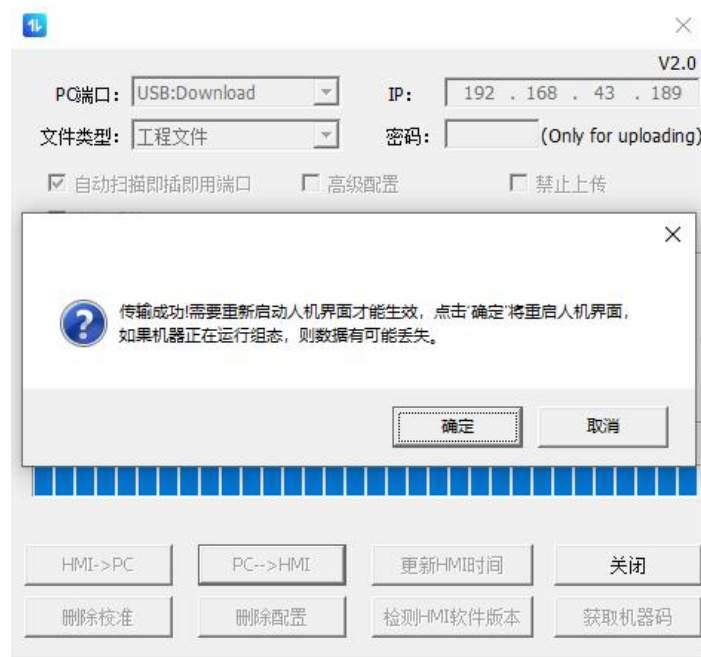 V2.0
PC端口： USB:Download IP： 192 . 168 . 43 . 189
文件类型： 工程文件 密码： (Only for uploading)
自动扫描即插即用端口 高级配置 禁止上传
传输成功!需要重新启动人机界面才能生效，点击“确定”将重启人机界面，
如果机器正在运行组态，则数据有可能丢失。
确定 取消
HMI->PC PC-->HMI 更新HMI时间 关闭
删除校准 删除配置 检测HMI软件版本 获取机器码